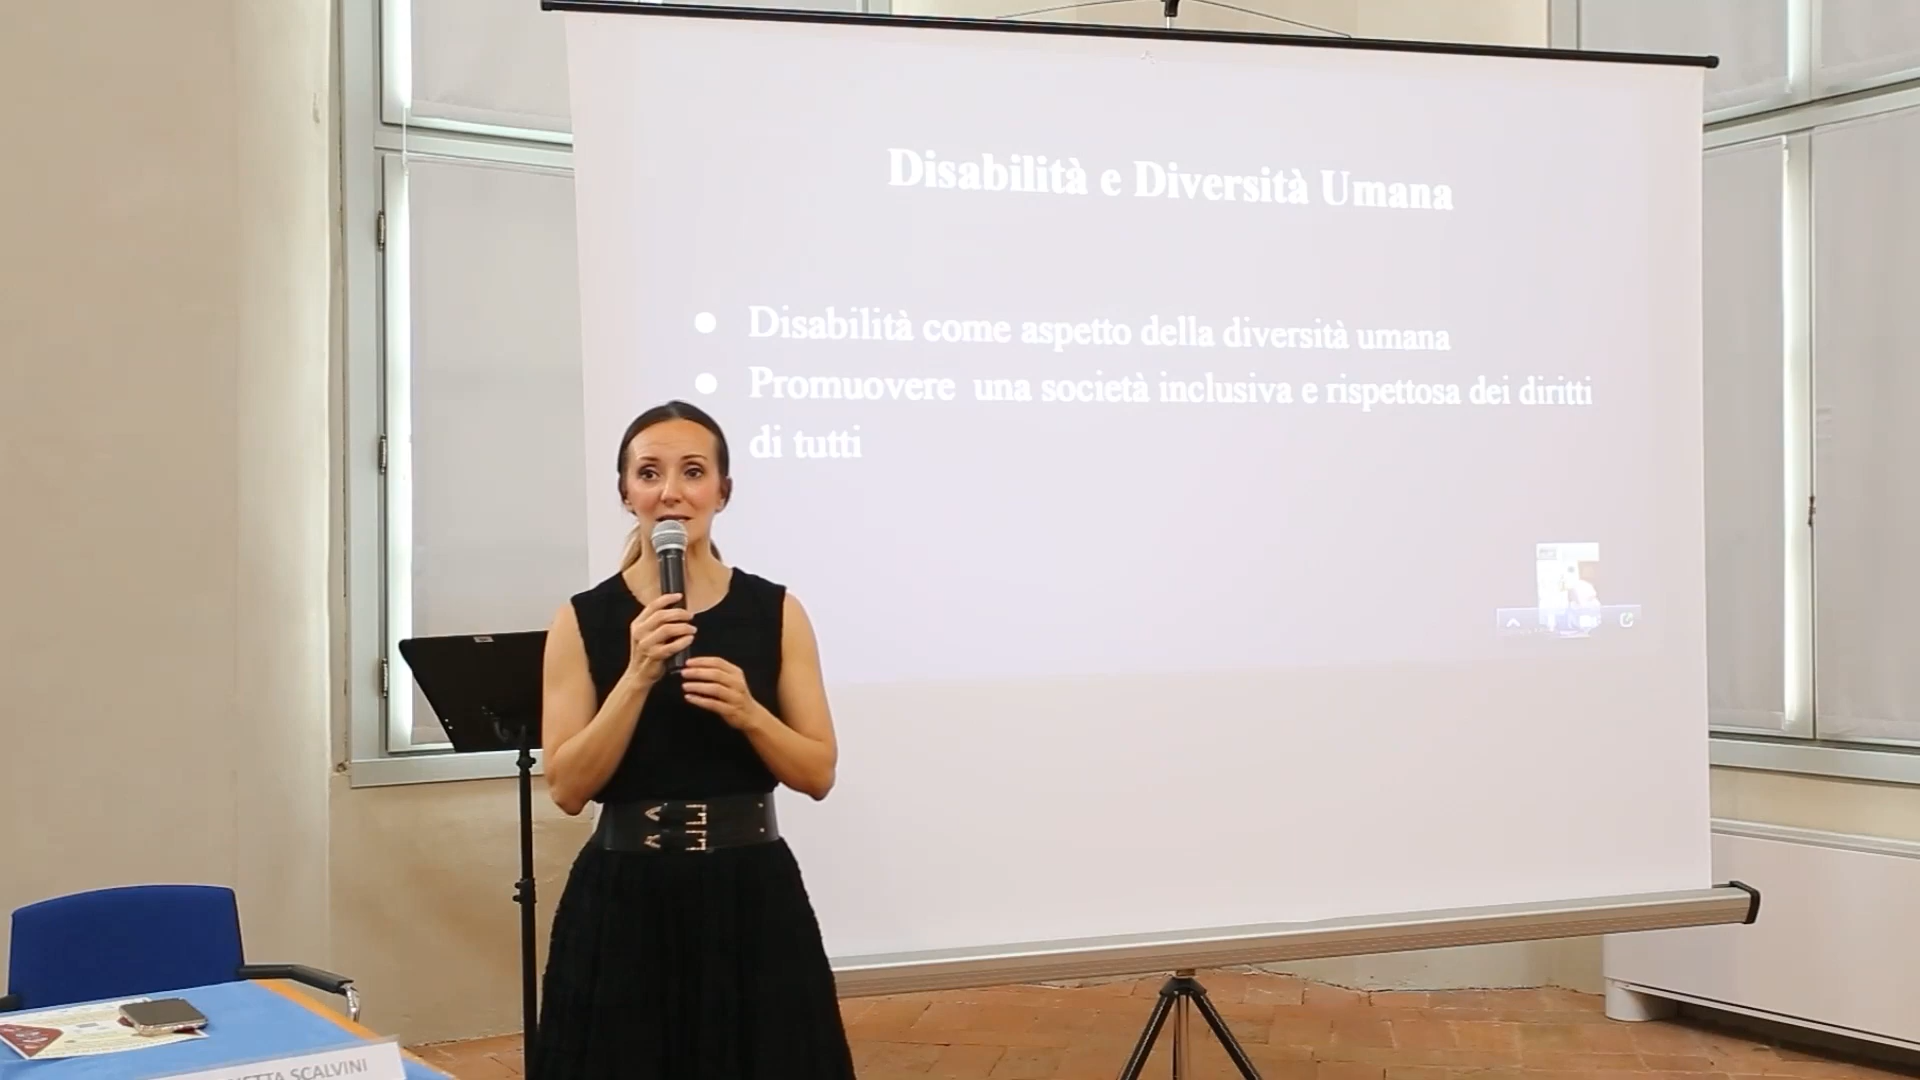 Disabilità e Diversità Umana
● Disabilità come aspetto della diversità umana
● Promuovere una società inclusiva e rispettosa dei diritti
di tutti
SCALVINI